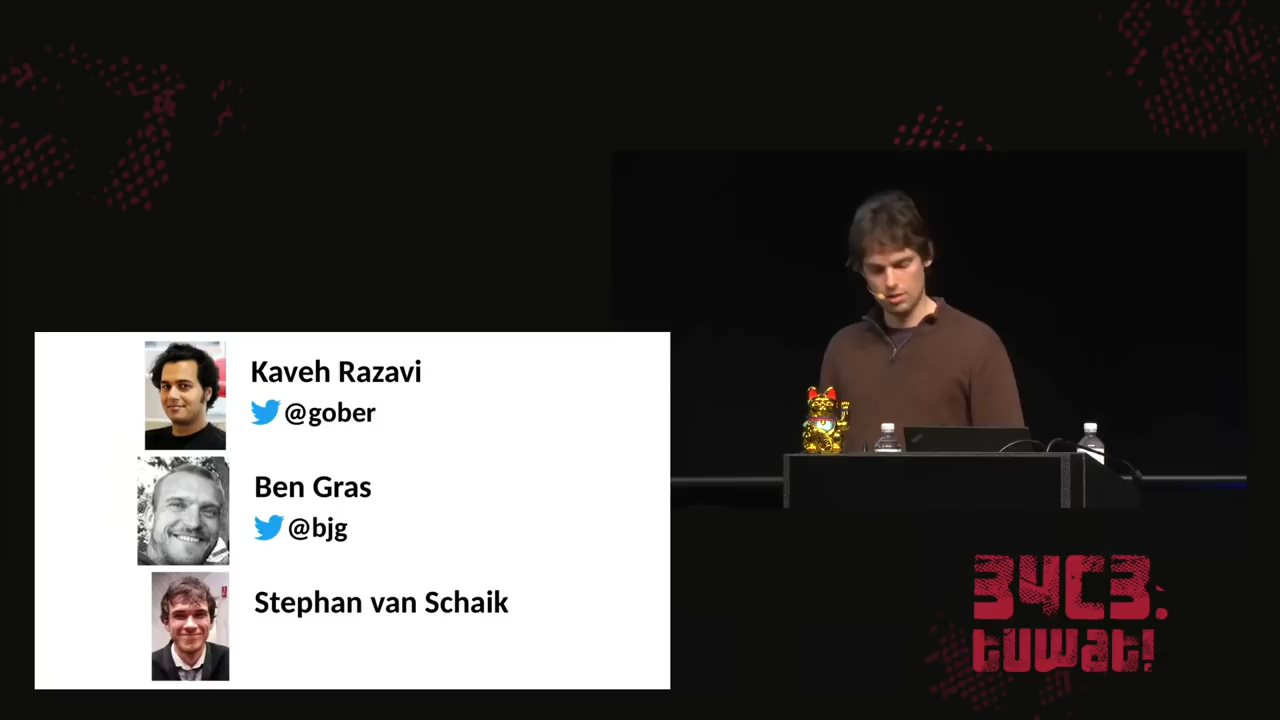 Kaveh Razavi
@gober
Ben Gras
@bjg
Stephan van Schaik
34C3.
tuwat!